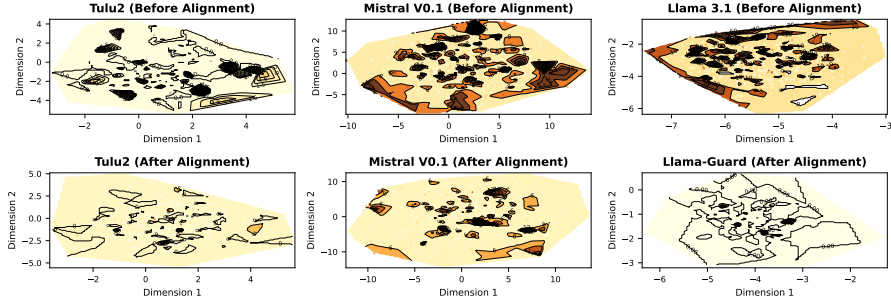 Tulu2 (Before Alignment)
Mistral V0.1 (Before Alignment)
Llama 3.1 (Before Alignment)
Dimension 2
4
2
0
−2
−4
−2
0
2
4
Dimension 1
Dimension 2
10
5
0
−5
−10
−5
0
5
10
Dimension 1
Dimension 2
−2
−4
−6
−7
−6
−5
−4
−3
Dimension 1
Tulu2 (After Alignment)
Mistral V0.1 (After Alignment)
Llama-Guard (After Alignment)
Dimension 2
5.0
2.5
0.0
−2.5
−5.0
−2
0
2
4
Dimension 1
Dimension 2
10
0
−10
−10
−5
0
5
10
Dimension 1
Dimension 2
0
−1
−2
−3
−6
−5
−4
−3
−2
Dimension 1